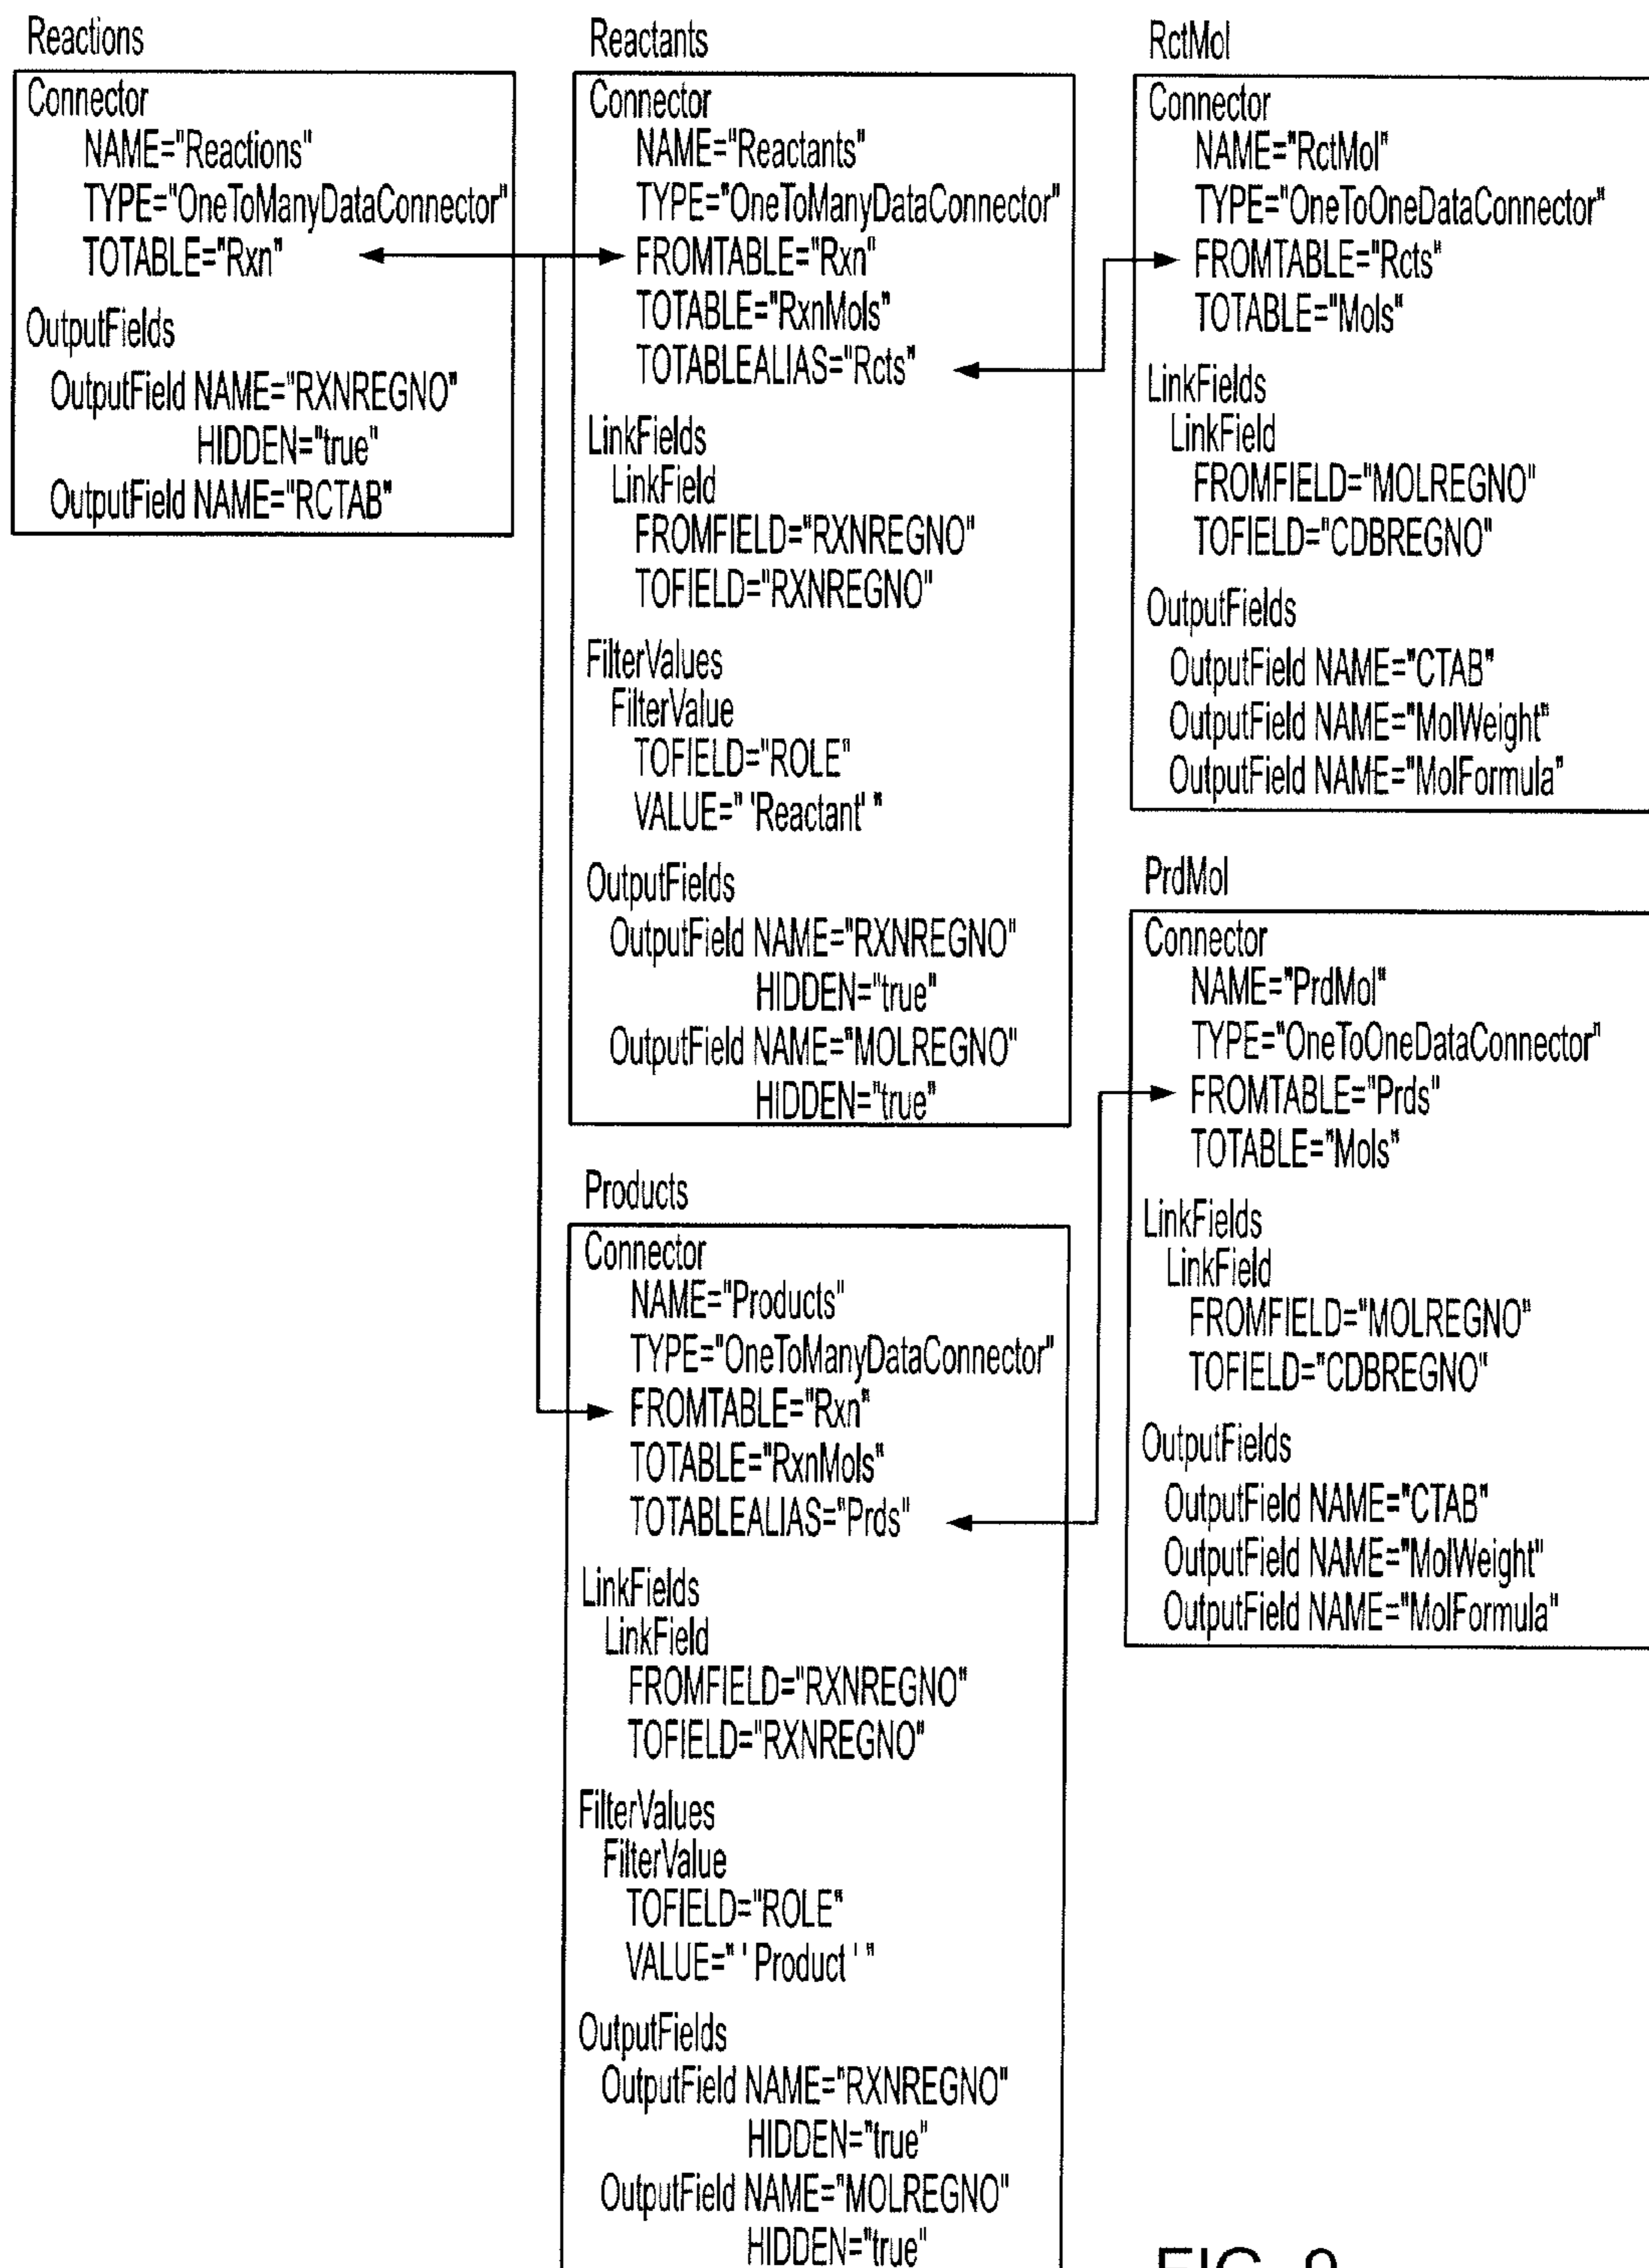 Reactions
Connector
NAME="Reactions"
TYPE="OneToManyDataConnector"
TOTABLE="Rxn"
OutputFields
OutputField NAME="RXNREGNO"
HIDDEN="true"
OutputField NAME="RCTAB"
Reactants
Connector
NAME="Reactants"
TYPE="OneToManyDataConnector"
FROMTABLE="Rxn"
TOTABLE="RxnMols"
TOTABLEALIAS="Rcts"
LinkFields
LinkField
FROMFIELD="RXNREGNO"
TOFIELD="RXNREGNO"
FilterValues
FilterValue
TOFIELD="ROLE"
VALUE=" 'Reactant' "
OutputFields
OutputField NAME="RXNREGNO"
HIDDEN="true"
OutputField NAME="MOLREGNO"
HIDDEN="true"
Products
Connector
NAME="Products"
TYPE="OneToManyDataConnector"
FROMTABLE="Rxn"
TOTABLE="RxnMols"
TOTABLEALIAS="Prds"
LinkFields
LinkField
FROMFIELD="RXNREGNO"
TOFIELD="RXNREGNO"
FilterValues
FilterValue
TOFIELD="ROLE"
VALUE=" ' Product ' "
OutputFields
OutputField NAME="RXNREGNO"
HIDDEN="true"
OutputField NAME="MOLREGNO"
HIDDEN="true"
RctMol
Connector
NAME="RctMol"
TYPE="OneToOneDataConnector"
FROMTABLE="Rcts"
TOTABLE="Mols"
LinkFields
LinkField
FROMFIELD="MOLREGNO"
TOFIELD="CDBREGNO"
OutputFields
OutputField NAME="CTAB"
OutputField NAME="MolWeight"
OutputField NAME="MolFormula"
PrdMol
Connector
NAME="PrdMol"
TYPE="OneToOneDataConnector"
FROMTABLE="Prds"
TOTABLE="Mols"
LinkFields
LinkField
FROMFIELD="MOLREGNO"
TOFIELD="CDBREGNO"
OutputFields
OutputField NAME="CTAB"
OutputField NAME="MolWeight"
OutputField NAME="MolFormula"
FIG. 9